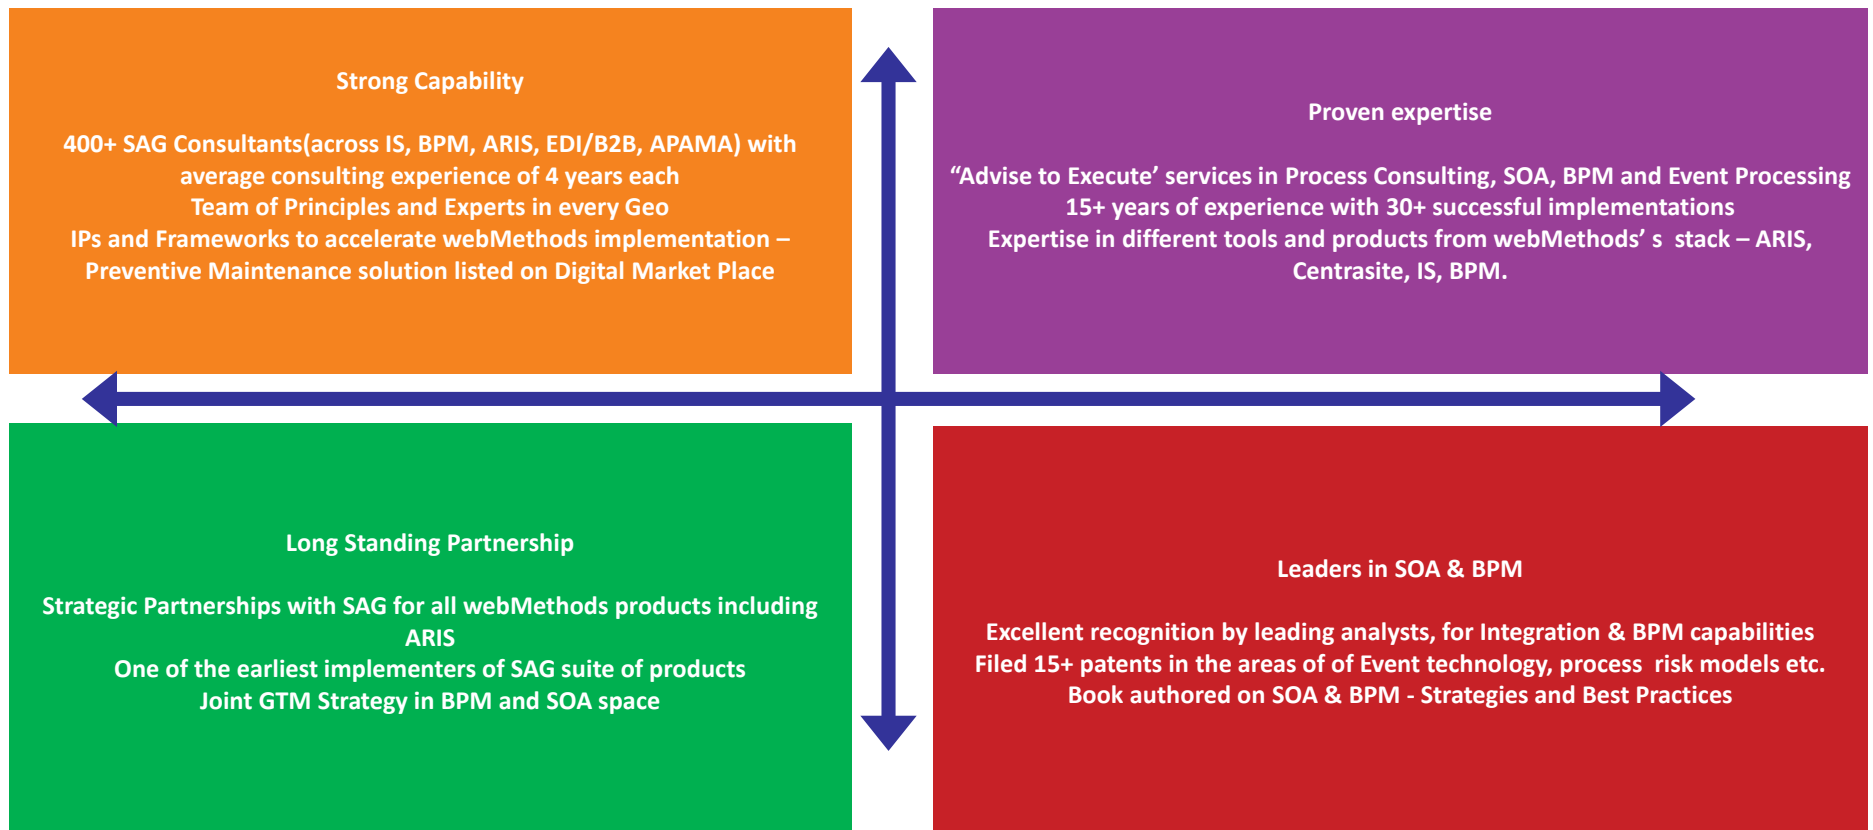 Strong Capability
400+ SAG Consultants(across IS, BPM, ARIS, EDI/B2B, APAMA) with
average consulting experience of 4 years each
Team of Principles and Experts in every Geo
IPs and Frameworks to accelerate webMethods implementation –
Preventive Maintenance solution listed on Digital Market Place
Proven expertise
“Advise to Execute’ services in Process Consulting, SOA, BPM and Event Processing
15+ years of experience with 30+ successful implementations
Expertise in different tools and products from webMethods’ s  stack – ARIS,
Centrasite, IS, BPM.
Long Standing Partnership
Strategic Partnerships with SAG for all webMethods products including
ARIS
One of the earliest implementers of SAG suite of products
Joint GTM Strategy in BPM and SOA space
Leaders in SOA & BPM
Excellent recognition by leading analysts, for Integration & BPM capabilities
Filed 15+ patents in the areas of of Event technology, process  risk models etc.
Book authored on SOA & BPM - Strategies and Best Practices